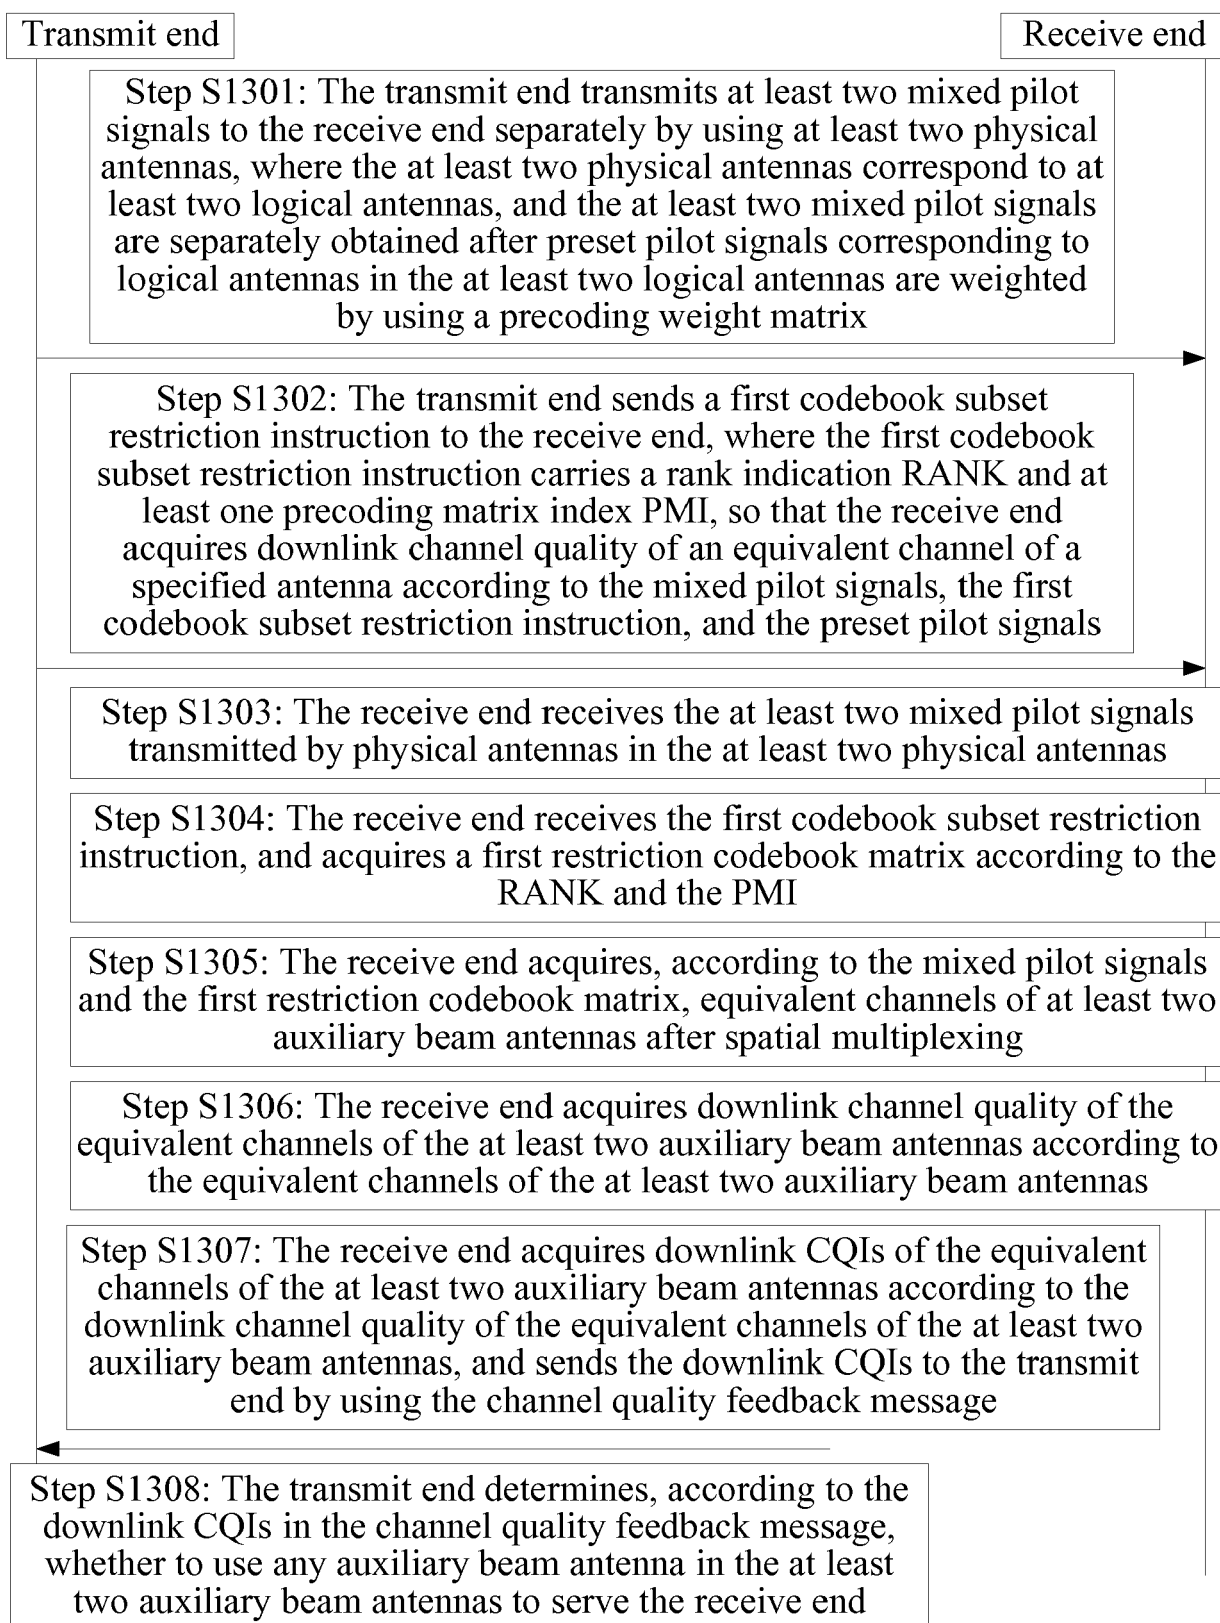 Transmit end
Receive end
Step S1301: The transmit end transmits at least two mixed pilot
signals to the receive end separately by using at least two physical
antennas, where the at least two physical antennas correspond to at
least two logical antennas, and the at least two mixed pilot signals
are separately obtained after preset pilot signals corresponding to
logical antennas in the at least two logical antennas are weighted
by using a precoding weight matrix
Step S1302: The transmit end sends a first codebook subset
restriction instruction to the receive end, where the first codebook
subset restriction instruction carries a rank indication RANK and at
least one precoding matrix index PMI, so that the receive end
acquires downlink channel quality of an equivalent channel of a
specified antenna according to the mixed pilot signals, the first
codebook subset restriction instruction, and the preset pilot signals
Step S1303: The receive end receives the at least two mixed pilot signals
transmitted by physical antennas in the at least two physical antennas
Step S1304: The receive end receives the first codebook subset restriction
instruction, and acquires a first restriction codebook matrix according to the
RANK and the PMI
Step S1305: The receive end acquires, according to the mixed pilot signals
and the first restriction codebook matrix, equivalent channels of at least two
auxiliary beam antennas after spatial multiplexing
Step S1306: The receive end acquires downlink channel quality of the
equivalent channels of the at least two auxiliary beam antennas according to
the equivalent channels of the at least two auxiliary beam antennas
Step S1307: The receive end acquires downlink CQIs of the equivalent
channels of the at least two auxiliary beam antennas according to the
downlink channel quality of the equivalent channels of the at least two
auxiliary beam antennas, and sends the downlink CQIs to the transmit
end by using the channel quality feedback message
Step S1308: The transmit end determines, according to the
downlink CQIs in the channel quality feedback message,
whether to use any auxiliary beam antenna in the at least
two auxiliary beam antennas to serve the receive end